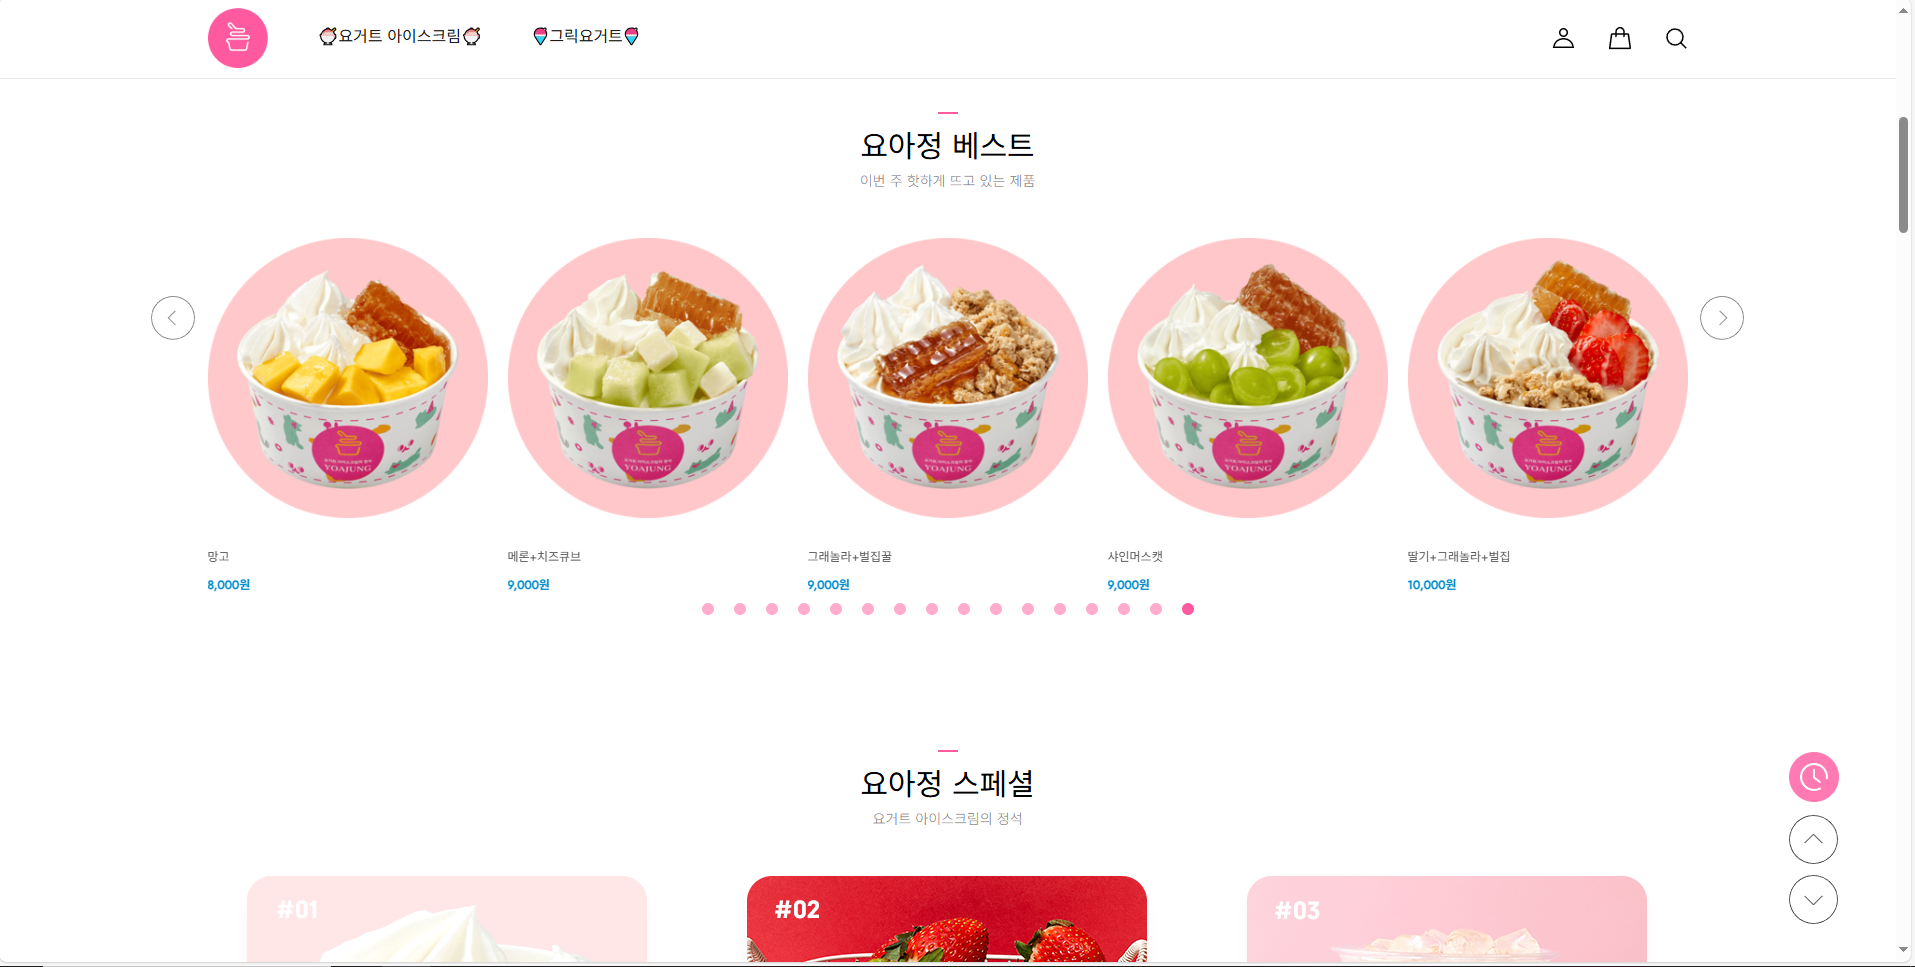 요거트 아이스크림
그릭요거트
요아정 베스트
이번 주 핫하게 뜨고 있는 제품
YOAJUNG
YOAJUNG
YOAJUNG
YOAJUNG
YOAJUNG
망고
메론+치즈큐브
그래놀라+벌집꿀
샤인머스캣
딸기+그래놀라+벌집
8,000원
9,000원
9,000원
9,000원
10,000원
요아정 스페셜
요거트 아이스크림의 정석
#01
#02
#03